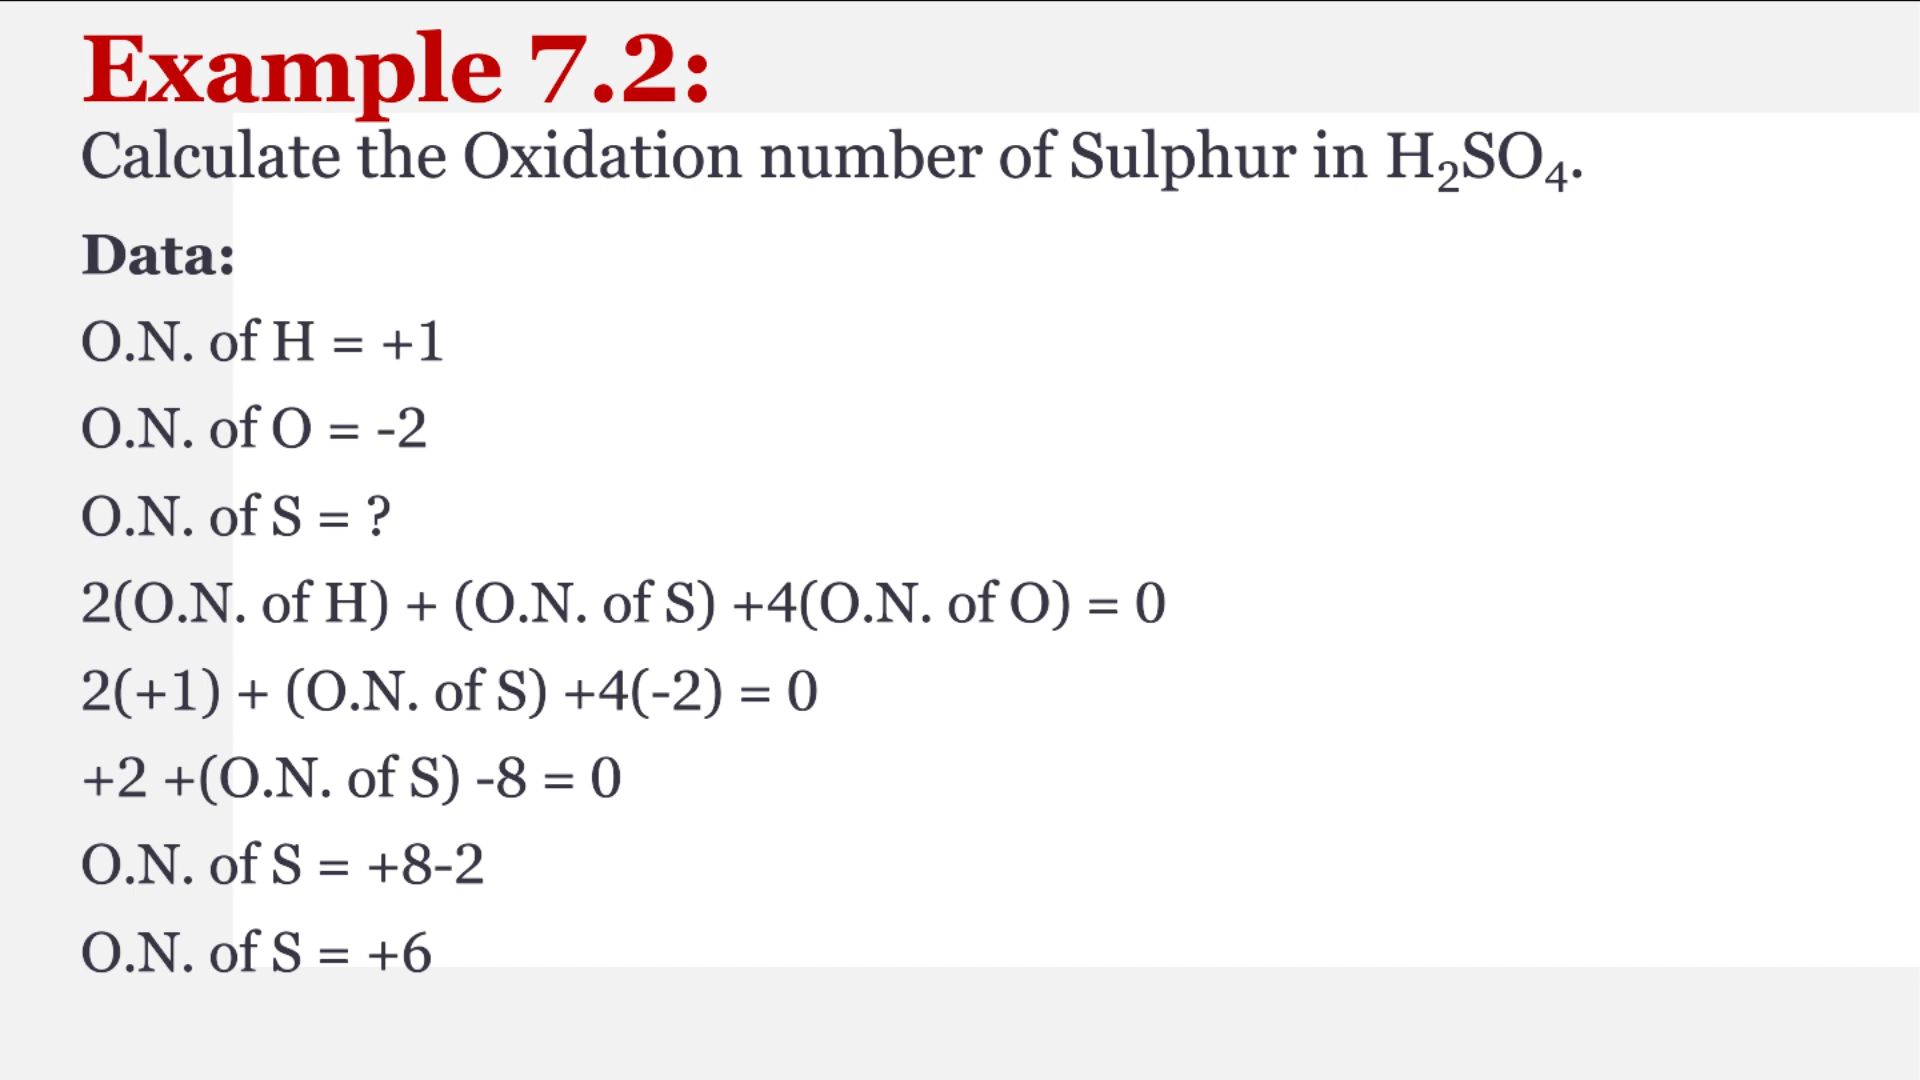 Example 7.2:
Calculate the Oxidation number of Sulphur in H₂SO₄.
Data:
O.N. of H = +1
O.N. of O = -2
O.N. of S = ?
2(O.N. of H) + (O.N. of S) +4(O.N. of O) = 0
2(+1) + (O.N. of S) +4(-2) = 0
+2 +(O.N. of S) -8 = 0
O.N. of S = +8-2
O.N. of S = +6